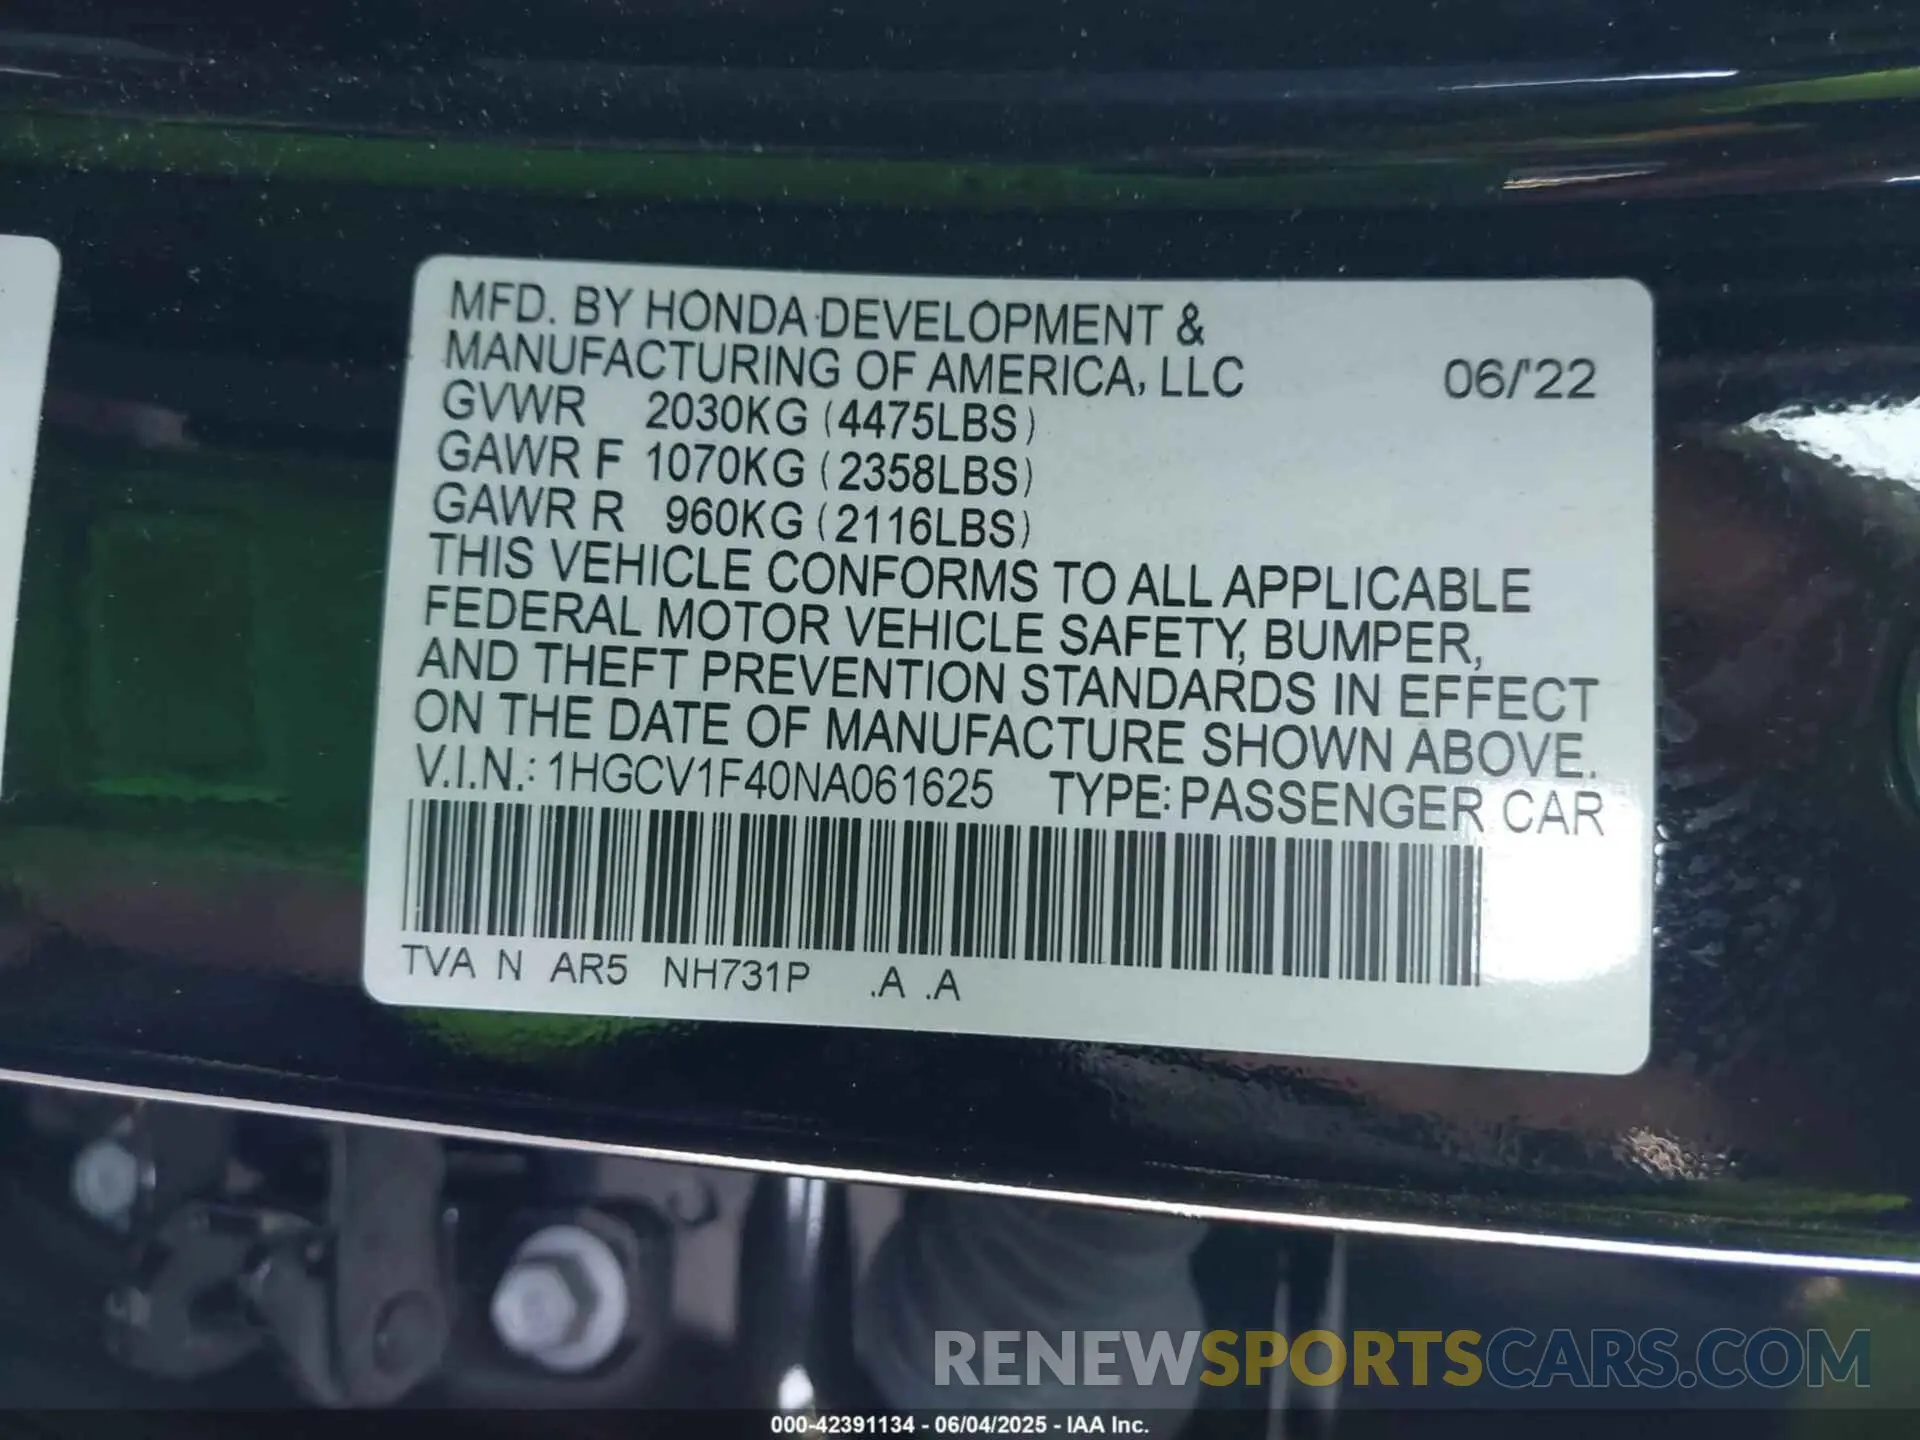 MFD. BY HONDA DEVELOPMENT &
MANUFACTURING OF AMERICA, LLC 06/'22
GVWR 2030KG (4475LBS)
GAWR F 1070KG (2358LBS)
GAWR R 960KG (2116LBS)
THIS VEHICLE CONFORMS TO ALL APPLICABLE
FEDERAL MOTOR VEHICLE SAFETY, BUMPER,
AND THEFT PREVENTION STANDARDS IN EFFECT
ON THE DATE OF MANUFACTURE SHOWN ABOVE.
V.I.N.: 1HGCV1F40NA061625 TYPE: PASSENGER CAR
TVA N AR5 NH731P .A .A
RENEWSPORTSCARS.COM
000-42391134 - 06/04/2025 - IAA Inc.